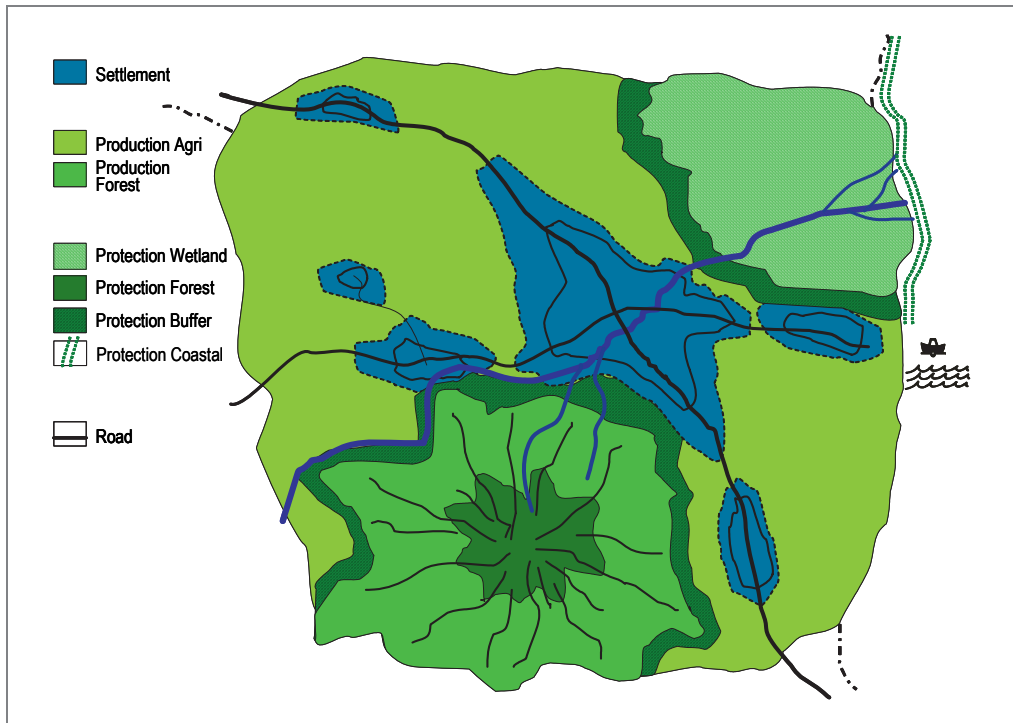 Settlement
Production Agri
Production
Forest
Protection Wetland
Protection Forest
Protection Buffer
Protection Coastal
Road